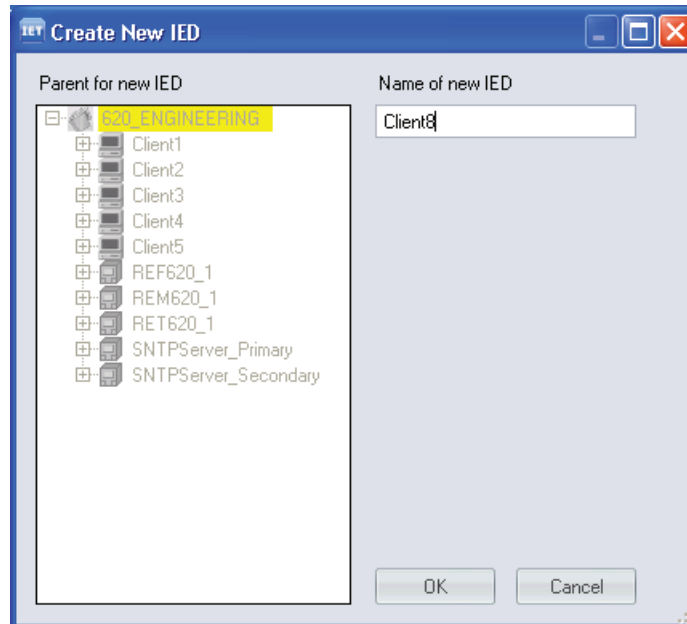 IET Create New IED
Parent for new IED
620_ENGINEERING
Client1
Client2
Client3
Client4
Client5
REF620_1
REM620_1
RET620_1
SNTPServer_Primary
SNTPServer_Secondary
Name of new IED
Client8
OK Cancel